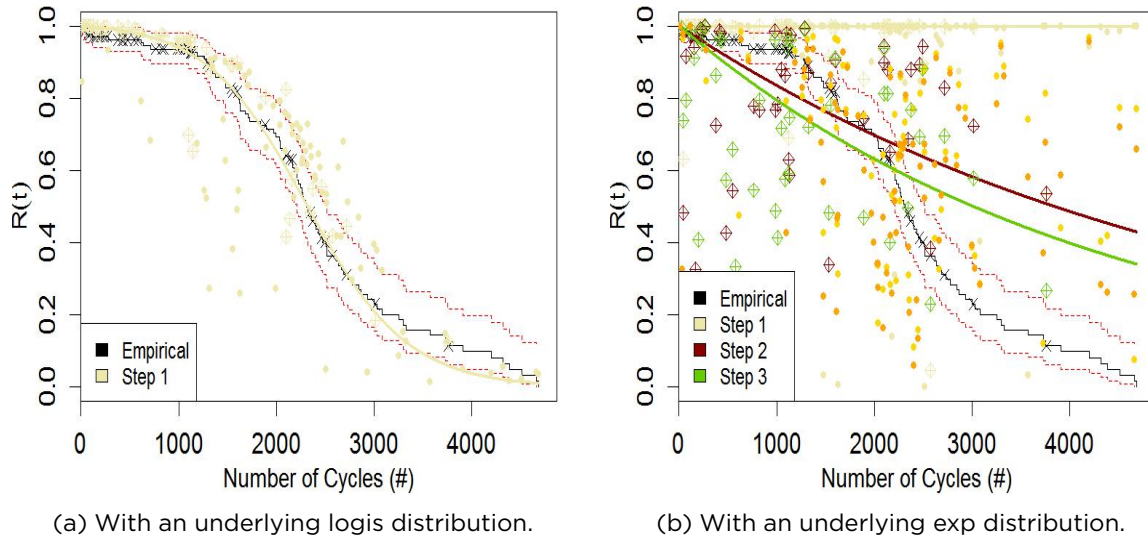 R(t)
1.0
0.8
0.6
0.4
0.2
0.0
Empirical
Step 1
0 1000 2000 3000 4000
Number of Cycles (#)
(a) With an underlying logis distribution.
R(t)
1.0
0.8
0.6
0.4
0.2
0.0
Empirical
Step 1
Step 2
Step 3
0 1000 2000 3000 4000
Number of Cycles (#)
(b) With an underlying exp distribution.